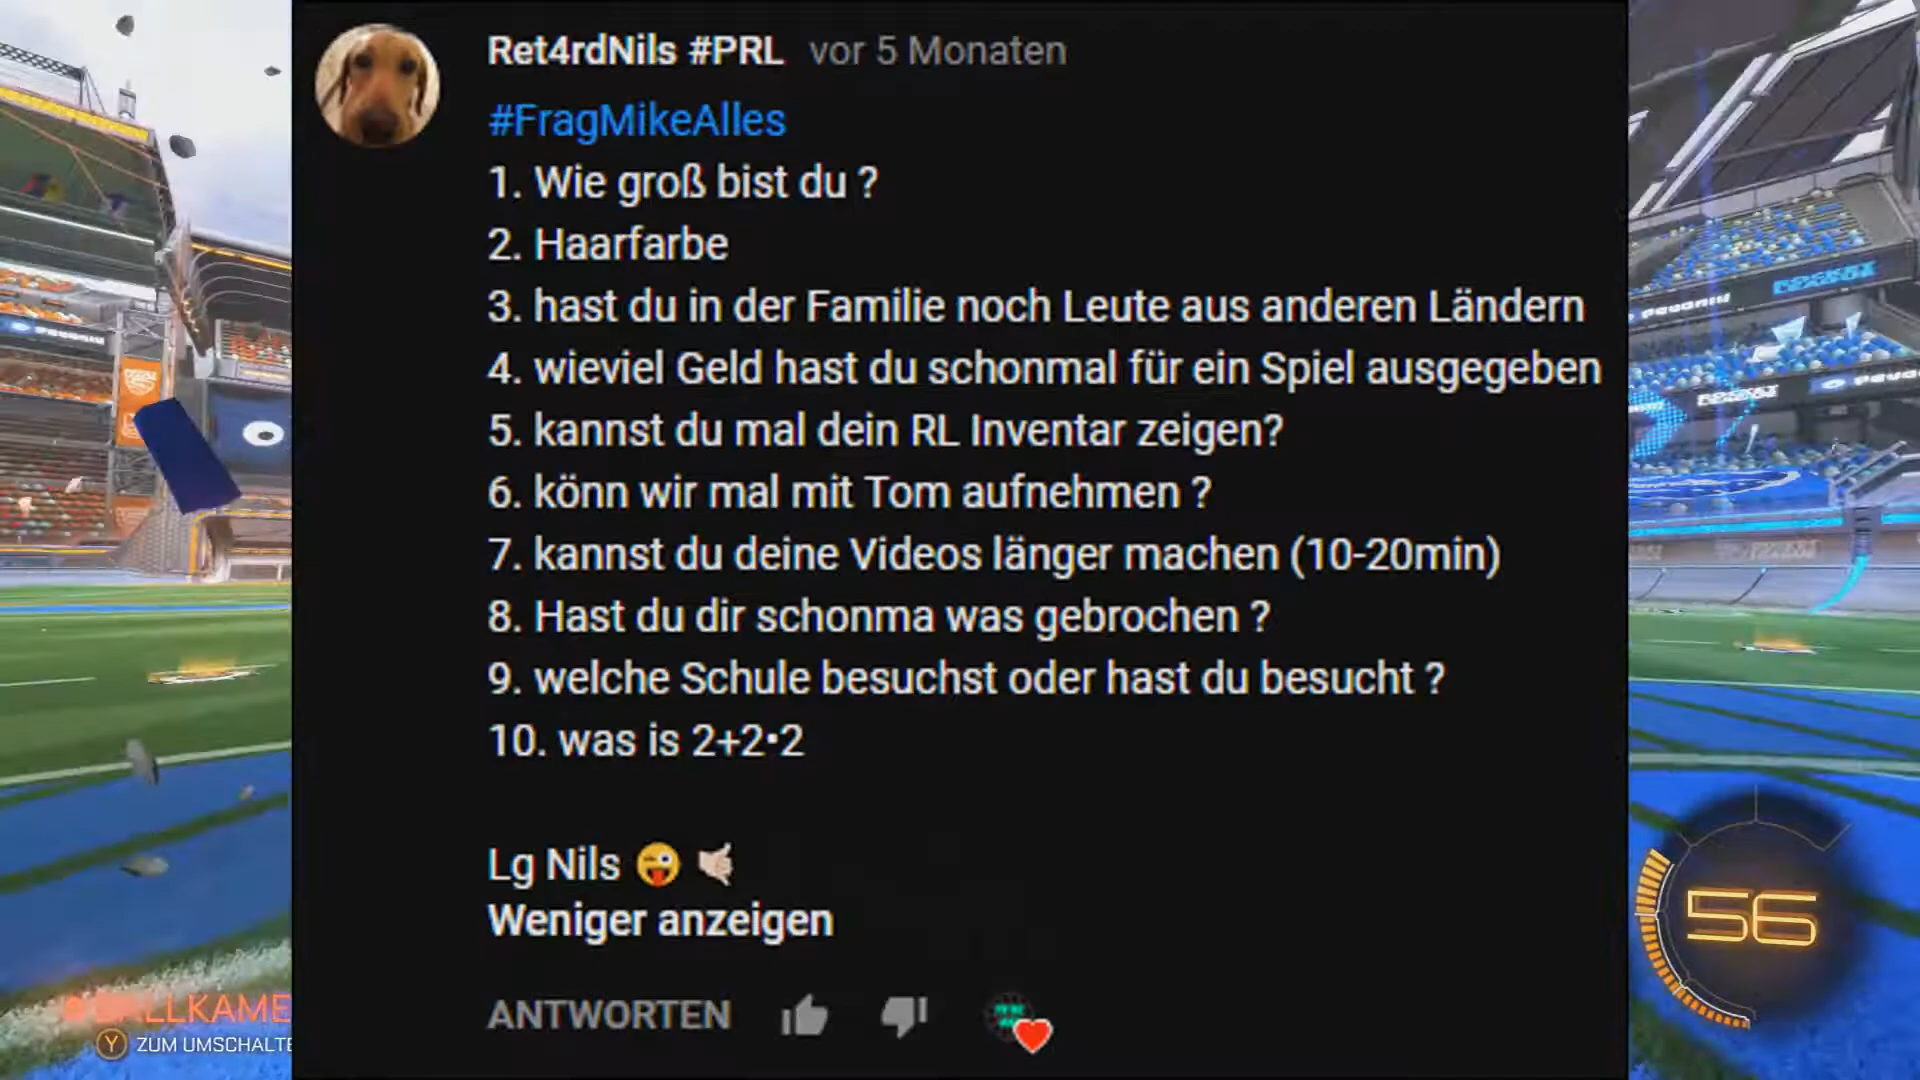 Ret4rdNils #PRL vor 5 Monaten
#FragMikeAlles
1. Wie groß bist du ?
2. Haarfarbe
3. hast du in der Familie noch Leute aus anderen Ländern
4. wieviel Geld hast du schonmal für ein Spiel ausgegeben
5. kannst du mal dein RL Inventar zeigen?
6. könn wir mal mit Tom aufnehmen ?
7. kannst du deine Videos länger machen (10-20min)
8. Hast du dir schonma was gebrochen ?
9. welche Schule besuchst oder hast du besucht ?
10. was is 2+2•2
Lg Nils 😜 🤙🏻
Weniger anzeigen
ANTWORTEN
56
BALLKAME
Y ZUM UMSCHALTE